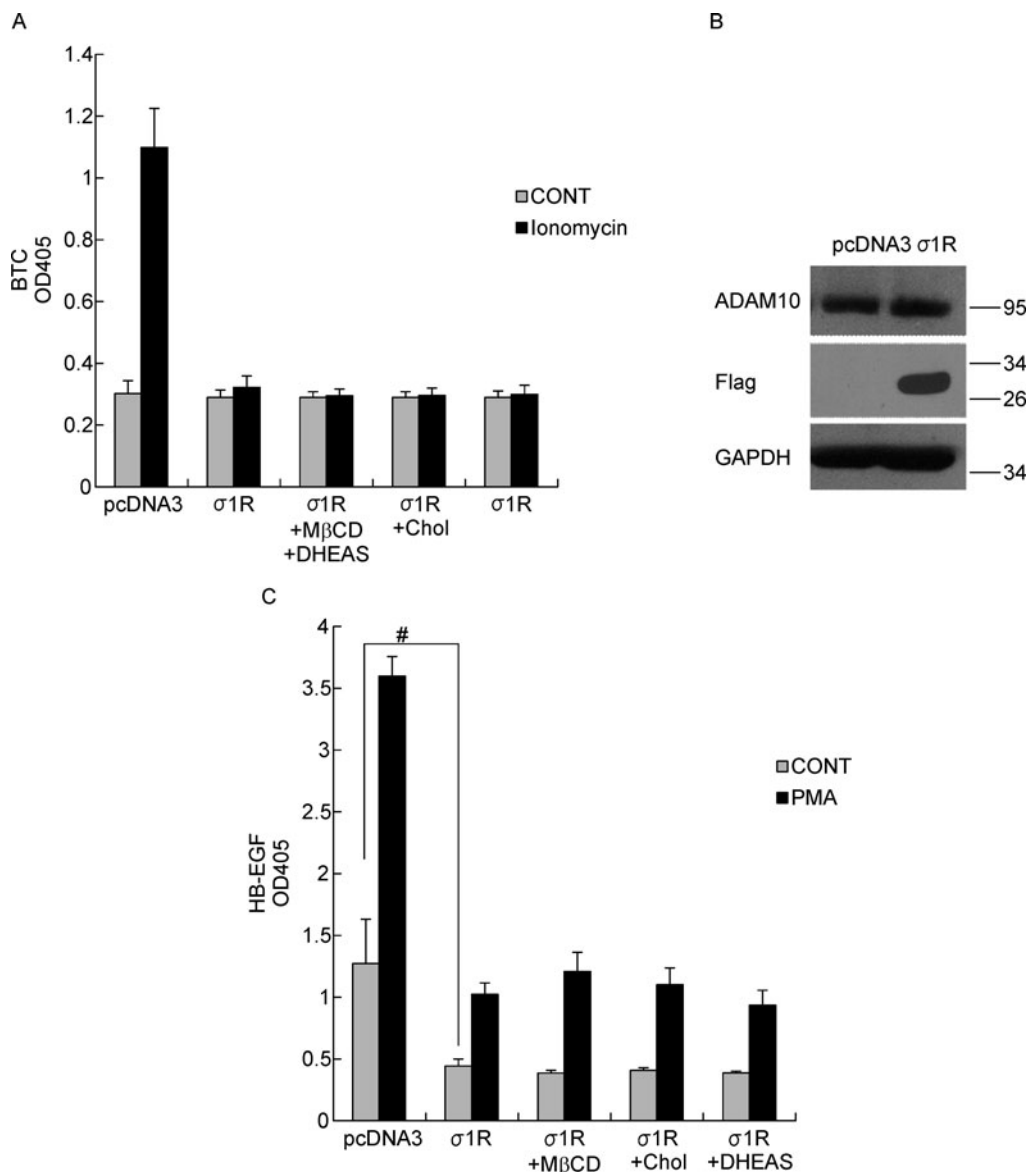 A
1.4
1.2
1
0.8
0.6
0.4
0.2
0
BTC
OD405
CONT
Ionomycin
pcDNA3 σ1R σ1R σ1R σ1R
+MβCD +Chol
+DHEAS
B
pcDNA3 σ1R
ADAM10
95
Flag
34
26
GAPDH
34
C
4
3.5
3
2.5
2
1.5
1
0.5
0
HB-EGF
OD405
#
CONT
PMA
pcDNA3 σ1R σ1R σ1R σ1R
+MβCD +Chol +DHEAS